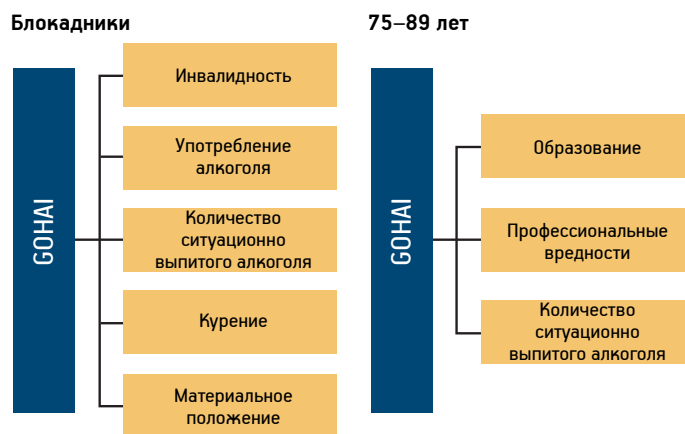 Блокадники
GOHAI
Инвалидность
Употребление
алкоголя
Количество
ситуационно
выпитого алкоголя
Курение
Материальное
положение
75–89 лет
GOHAI
Образование
Профессиональные
вредности
Количество
ситуационно
выпитого алкоголя